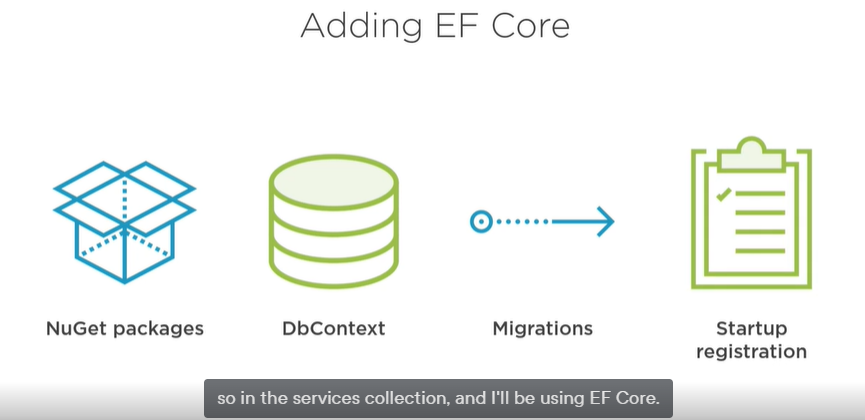 Adding EF Core
NuGet packages
DbContext
Migrations
Startup
registration
so in the services collection, and I'll be using EF Core.